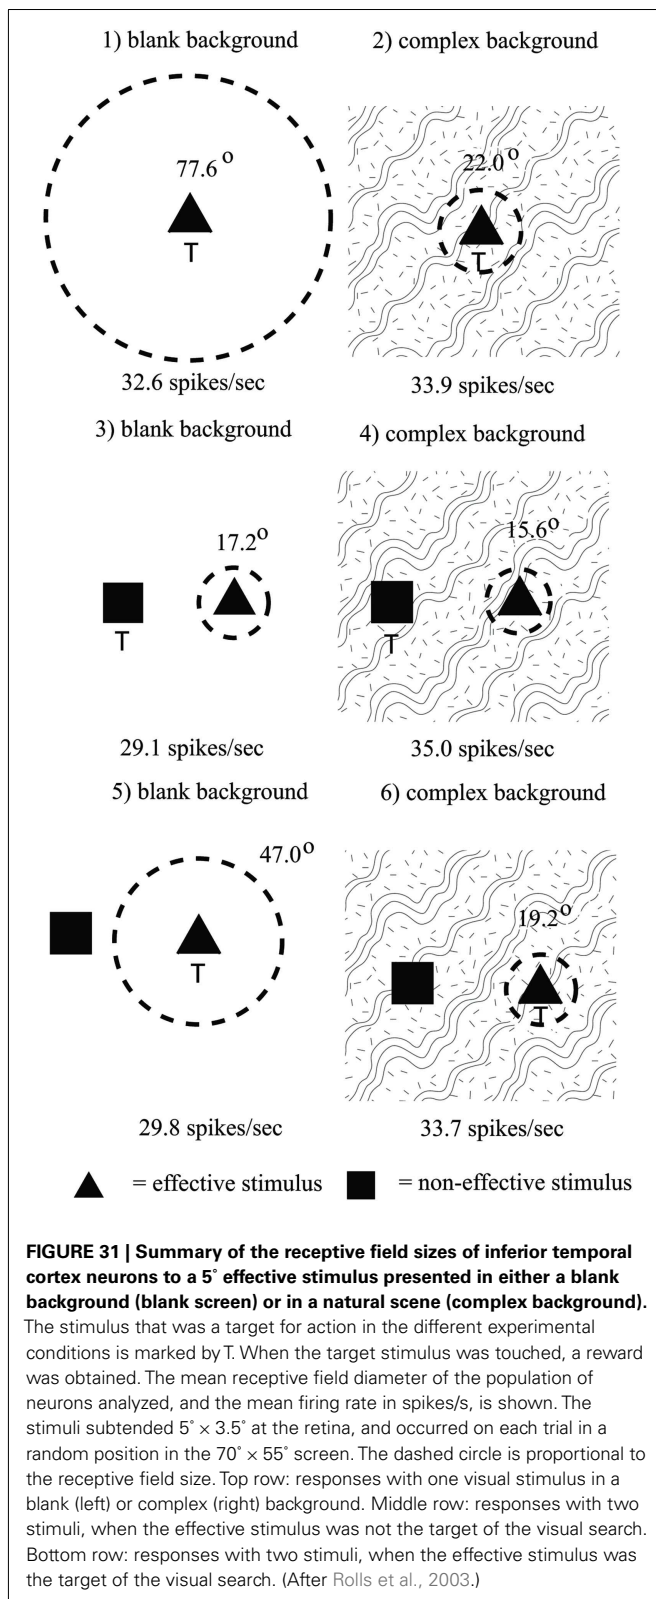 1) blank background
2) complex background
77.6 o
22.0 o
T
T
32.6 spikes/sec
33.9 spikes/sec
3) blank background
4) complex background
17.2 o
15.6 o
T
T
29.1 spikes/sec
35.0 spikes/sec
5) blank background
6) complex background
47.0 o
19.2 o
T
T
29.8 spikes/sec
33.7 spikes/sec
= effective stimulus
= non-effective stimulus
FIGURE 31 | Summary of the receptive field sizes of inferior temporal
cortex neurons to a 5° effective stimulus presented in either a blank
background (blank screen) or in a natural scene (complex background).
The stimulus that was a target for action in the different experimental
conditions is marked by T. When the target stimulus was touched, a reward
was obtained. The mean receptive field diameter of the population of
neurons analyzed, and the mean firing rate in spikes/s, is shown. The
stimuli subtended 5° × 3.5° at the retina, and occurred on each trial in a
random position in the 70° × 55° screen. The dashed circle is proportional to
the receptive field size. Top row: responses with one visual stimulus in a
blank (left) or complex (right) background. Middle row: responses with two
stimuli, when the effective stimulus was not the target of the visual search.
Bottom row: responses with two stimuli, when the effective stimulus was
the target of the visual search. (After Rolls et al., 2003.)